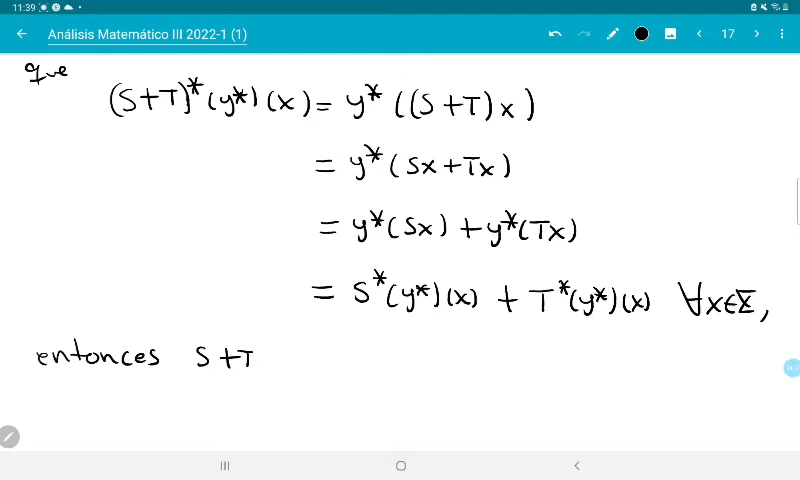 11:39
Análisis Matemático III 2022-1 (1)
17
que
(S+T)*(y*)(x) = y*((S+T)x)
= y*(Sx+Tx)
= y*(Sx) + y*(Tx)
= S*(y*)(x) + T*(y*)(x) ∀x∈X,
entonces S+T